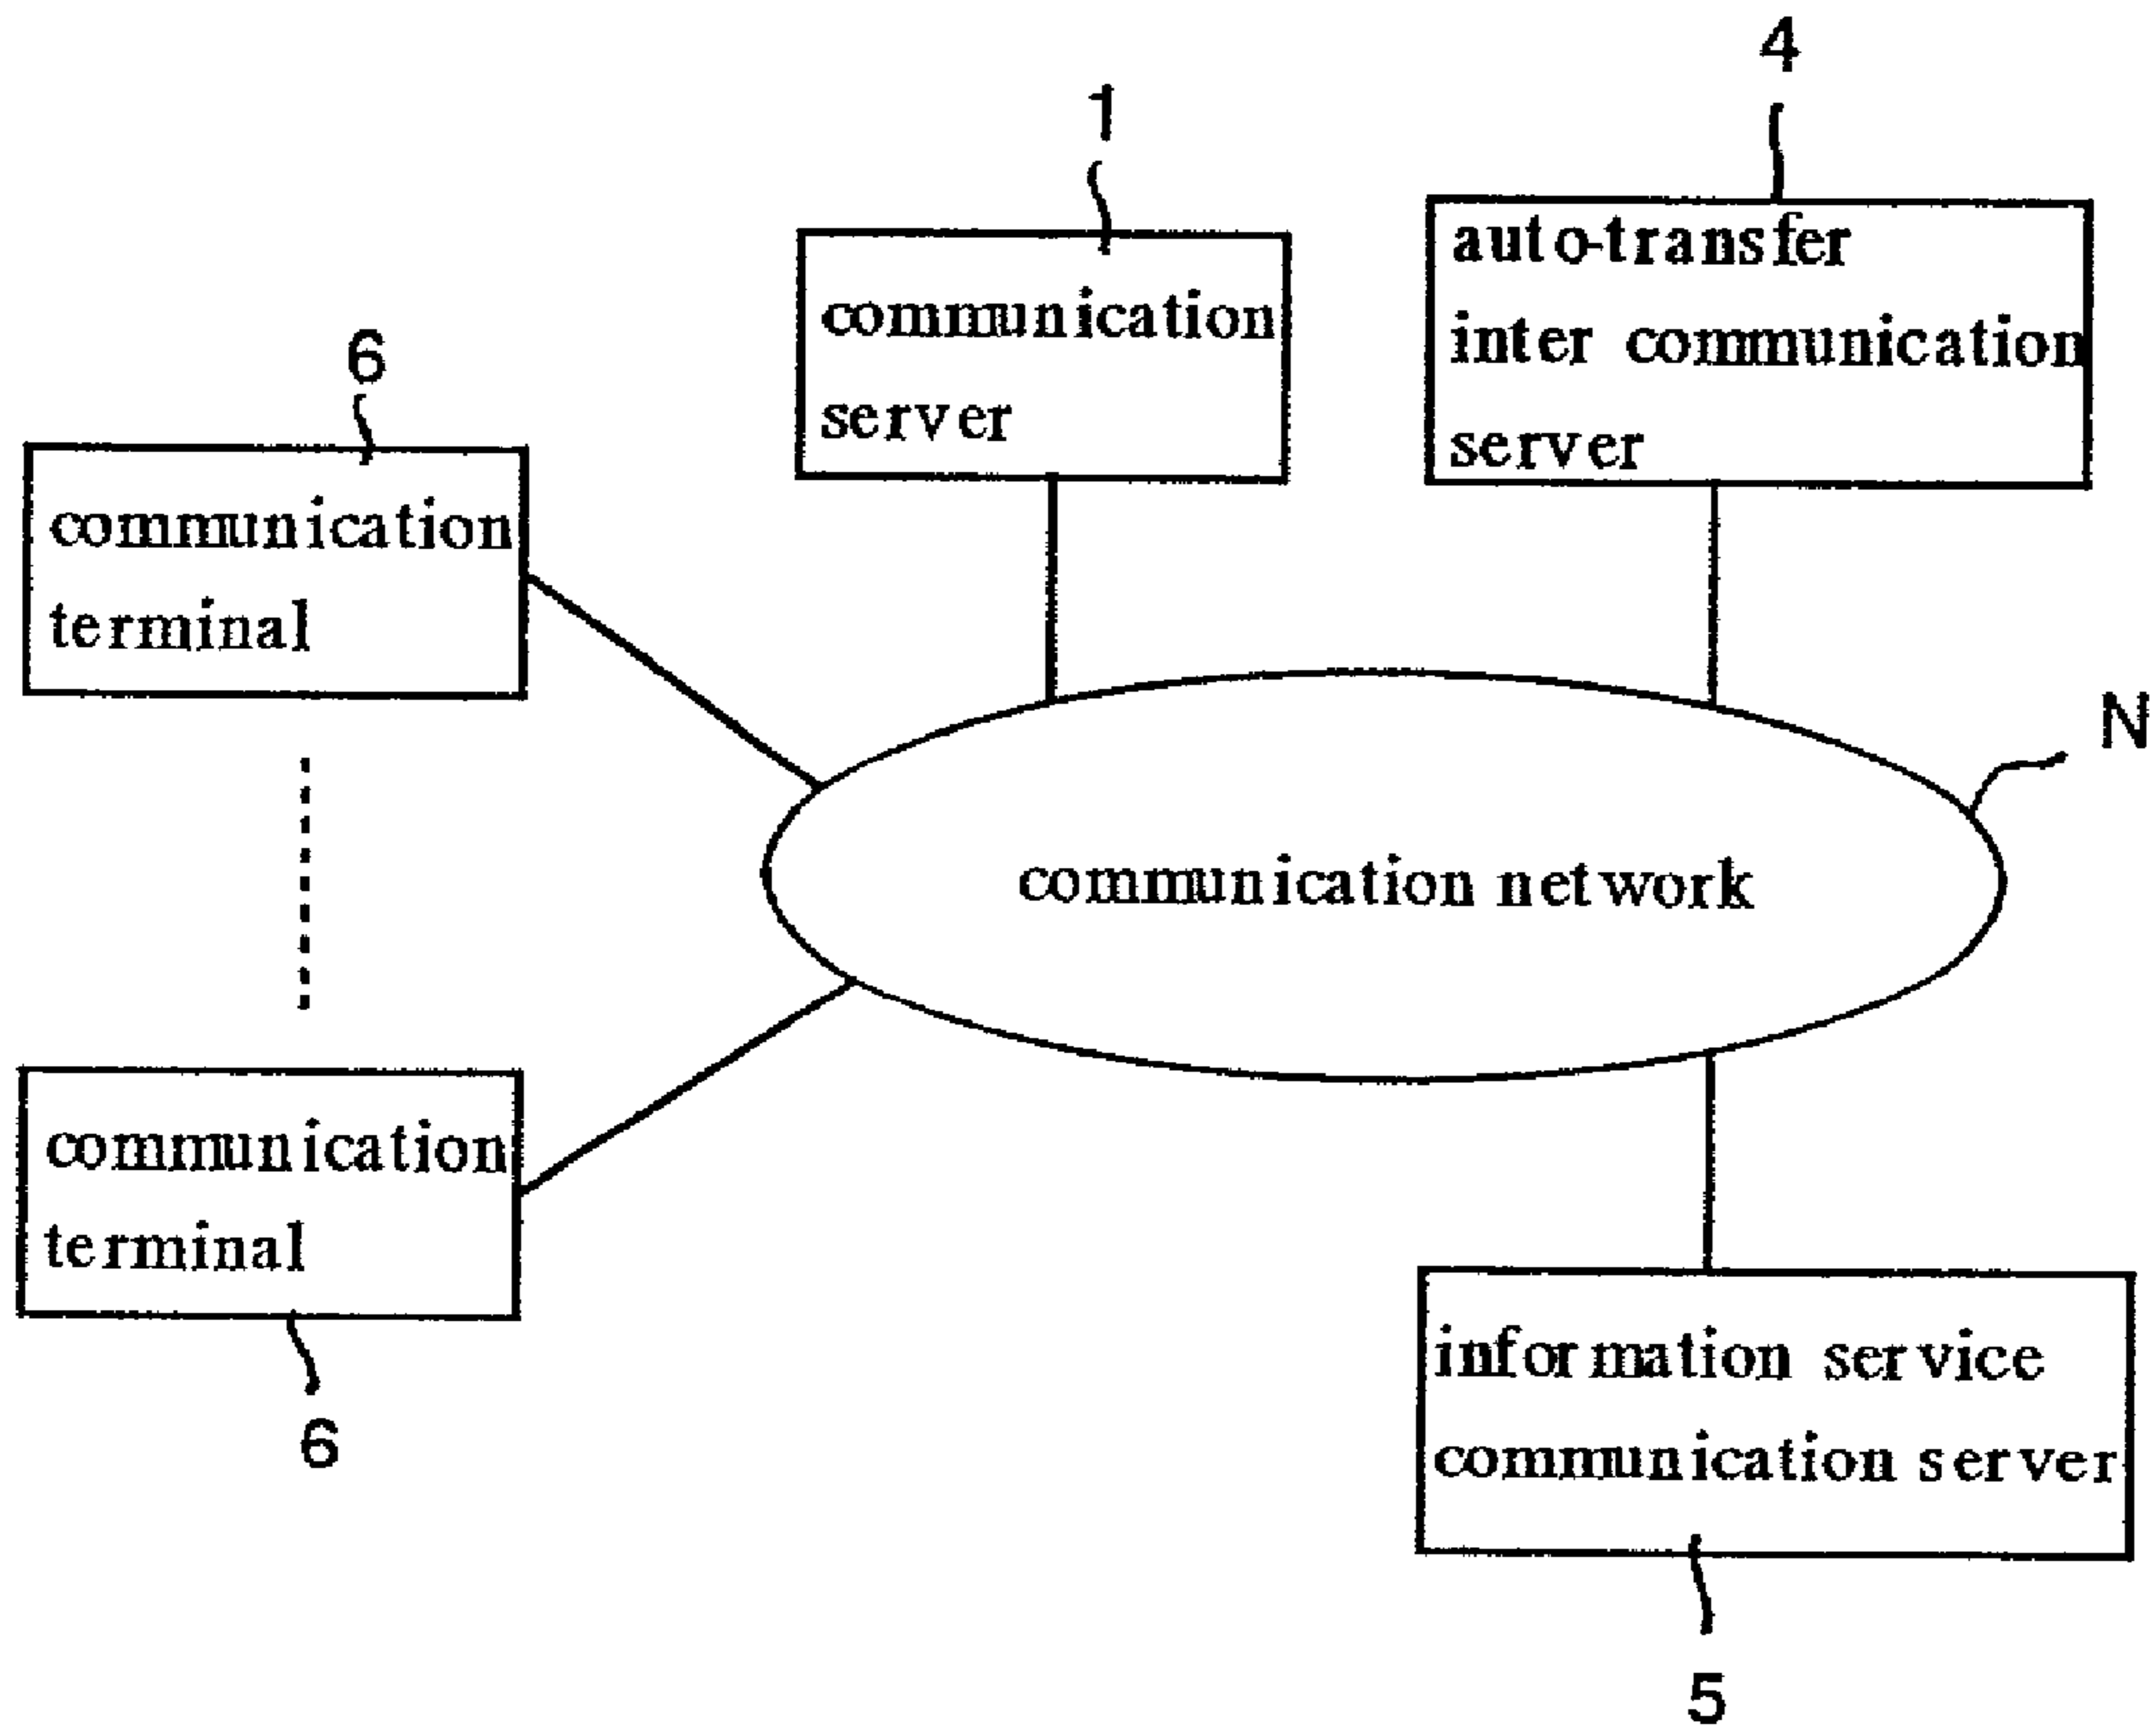 4
1
auto-transfer
inter communication
server
communication
server
6
communication
terminal
N
communication network
communication
terminal
6
information service
communication server
5